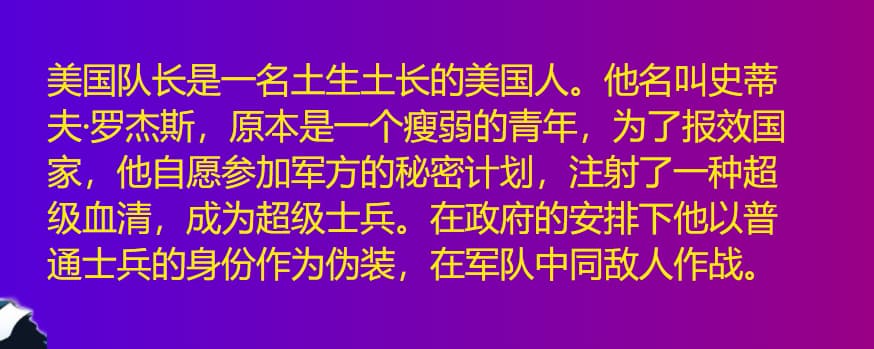 美国队长是一名土生土长的美国人。他名叫史蒂
夫·罗杰斯，原本是一个瘦弱的青年，为了报效国
家，他自愿参加军方的秘密计划，注射了一种超
级血清，成为超级士兵。在政府的安排下他以普
通士兵的身份作为伪装，在军队中同敌人作战。